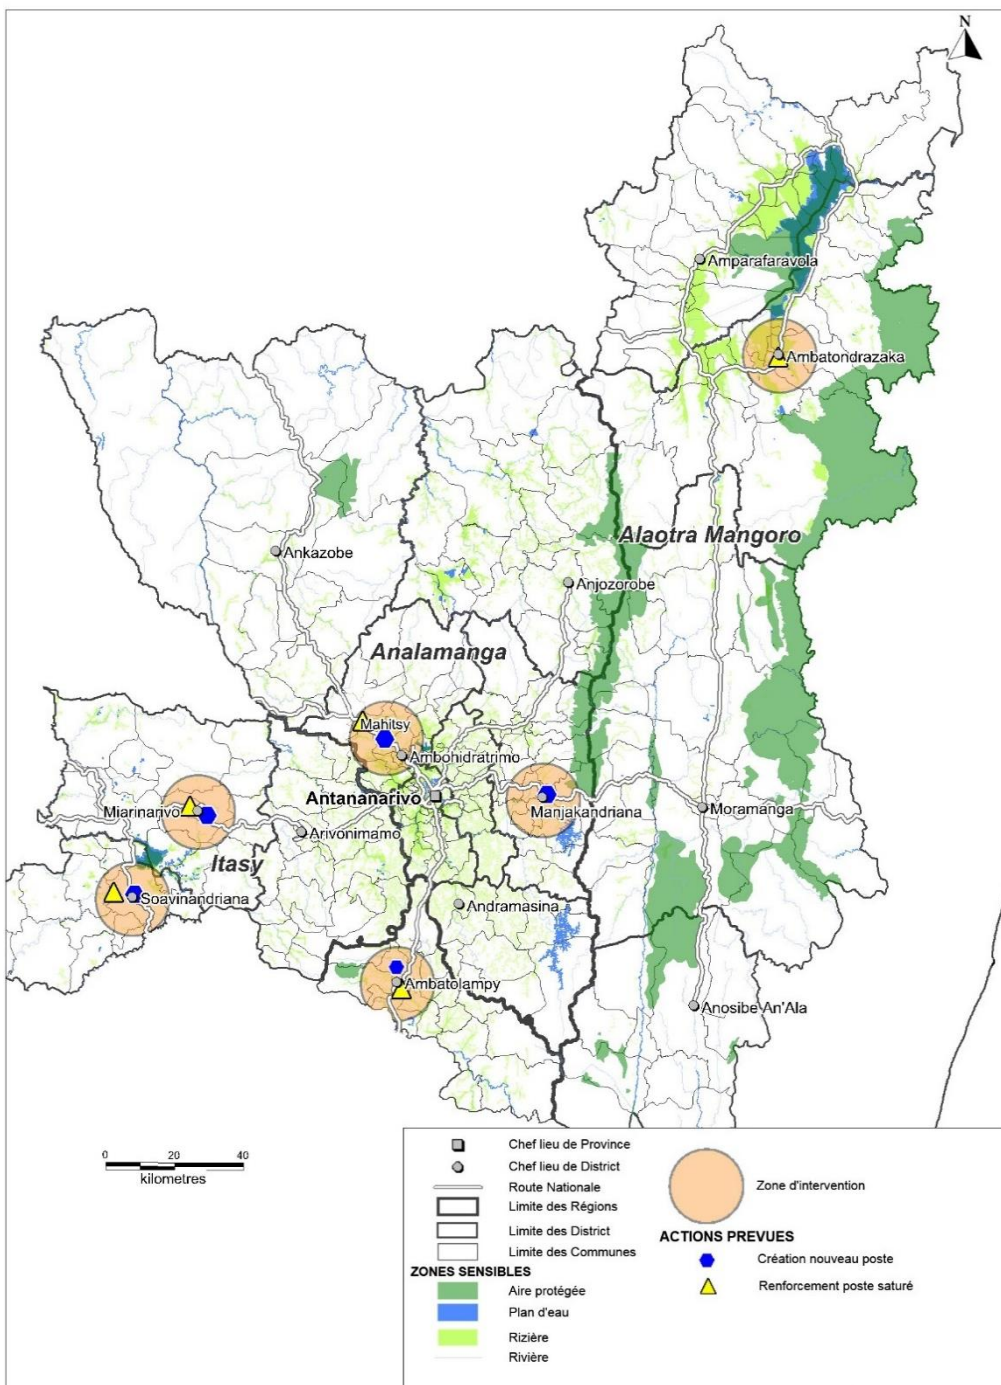 N
Amparafaravola
Ambatondrazaka
Alaotra Mangoro
Ankazobe
Anjozorobe
Analamanga
Mahitsy
Ambohidratrimo
Antananarivo
Manjakandriana
Moramanga
Miarinarivo
Arivonimamo
Itasy
Soavinandriana
Andramasina
Ambatolampy
Anosibe An'Ala
0 20 40
kilometres
Chef lieu de Province
Chef lieu de District
Route Nationale
Limite des Régions
Limite des District
Limite des Communes
ZONES SENSIBLES
Aire protégée
Plan d'eau
Rizière
Rivière
Zone d'intervention
ACTIONS PREVUES
Création nouveau poste
Renforcement poste saturé